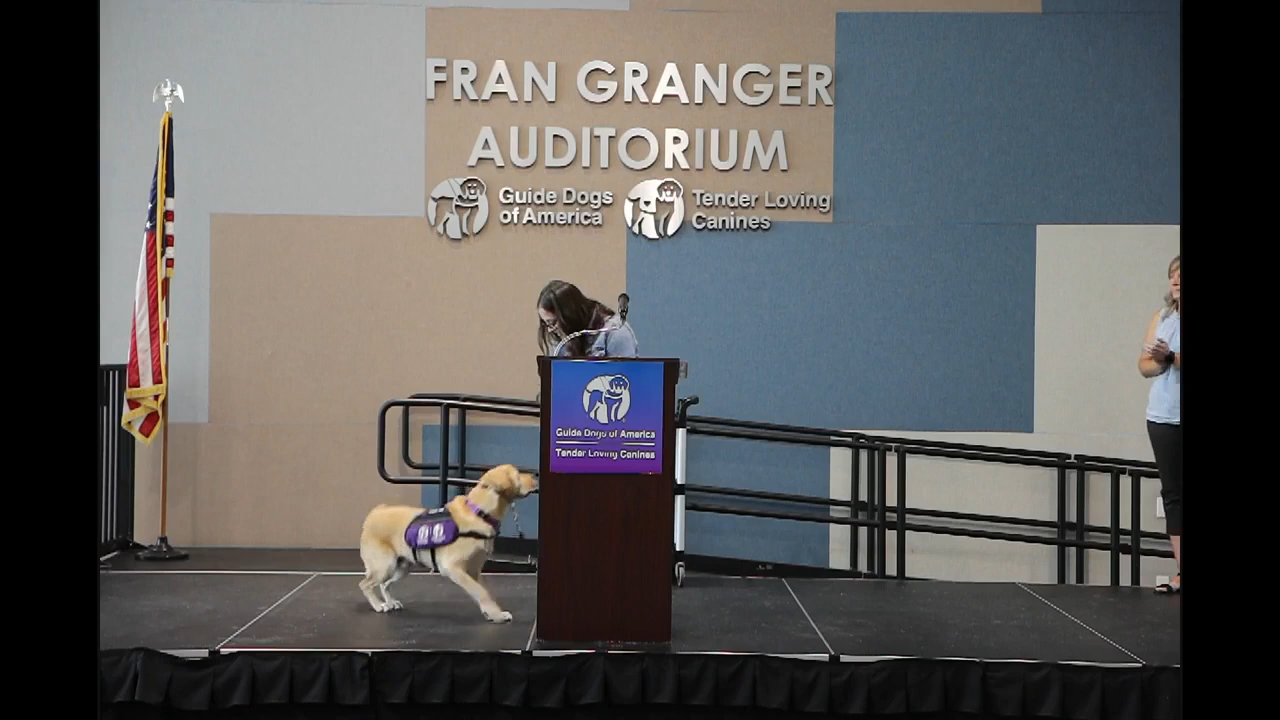 FRAN GRANGER
AUDITORIUM
Guide Dogs
of America
Tender Loving
Canines
Guide Dogs of America
Tender Loving Canines